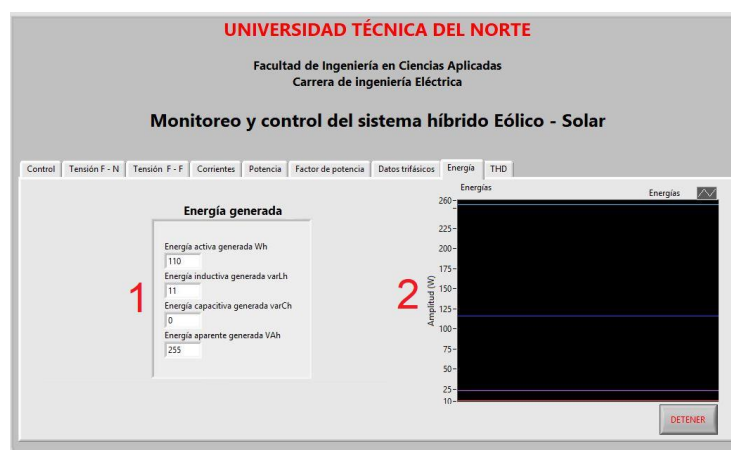 UNIVERSIDAD TÉCNICA DEL NORTE
Facultad de Ingeniería en Ciencias Aplicadas
Carrera de ingeniería Eléctrica
Monitoreo y control del sistema híbrido Eólico - Solar
Control Tensión F - N Tensión F - F Corrientes Potencia Factor de potencia Datos trifásicos Energía THD
Energía generada
1
Energía activa generada Wh
110
Energía inductiva generada varLh
11
Energía capacitiva generada varCh
0
Energía aparente generada VAh
255
2
Energías
Energías
Amplitud (W)
260
225
200
175
150
125
100
75
50
25
10
DETENER